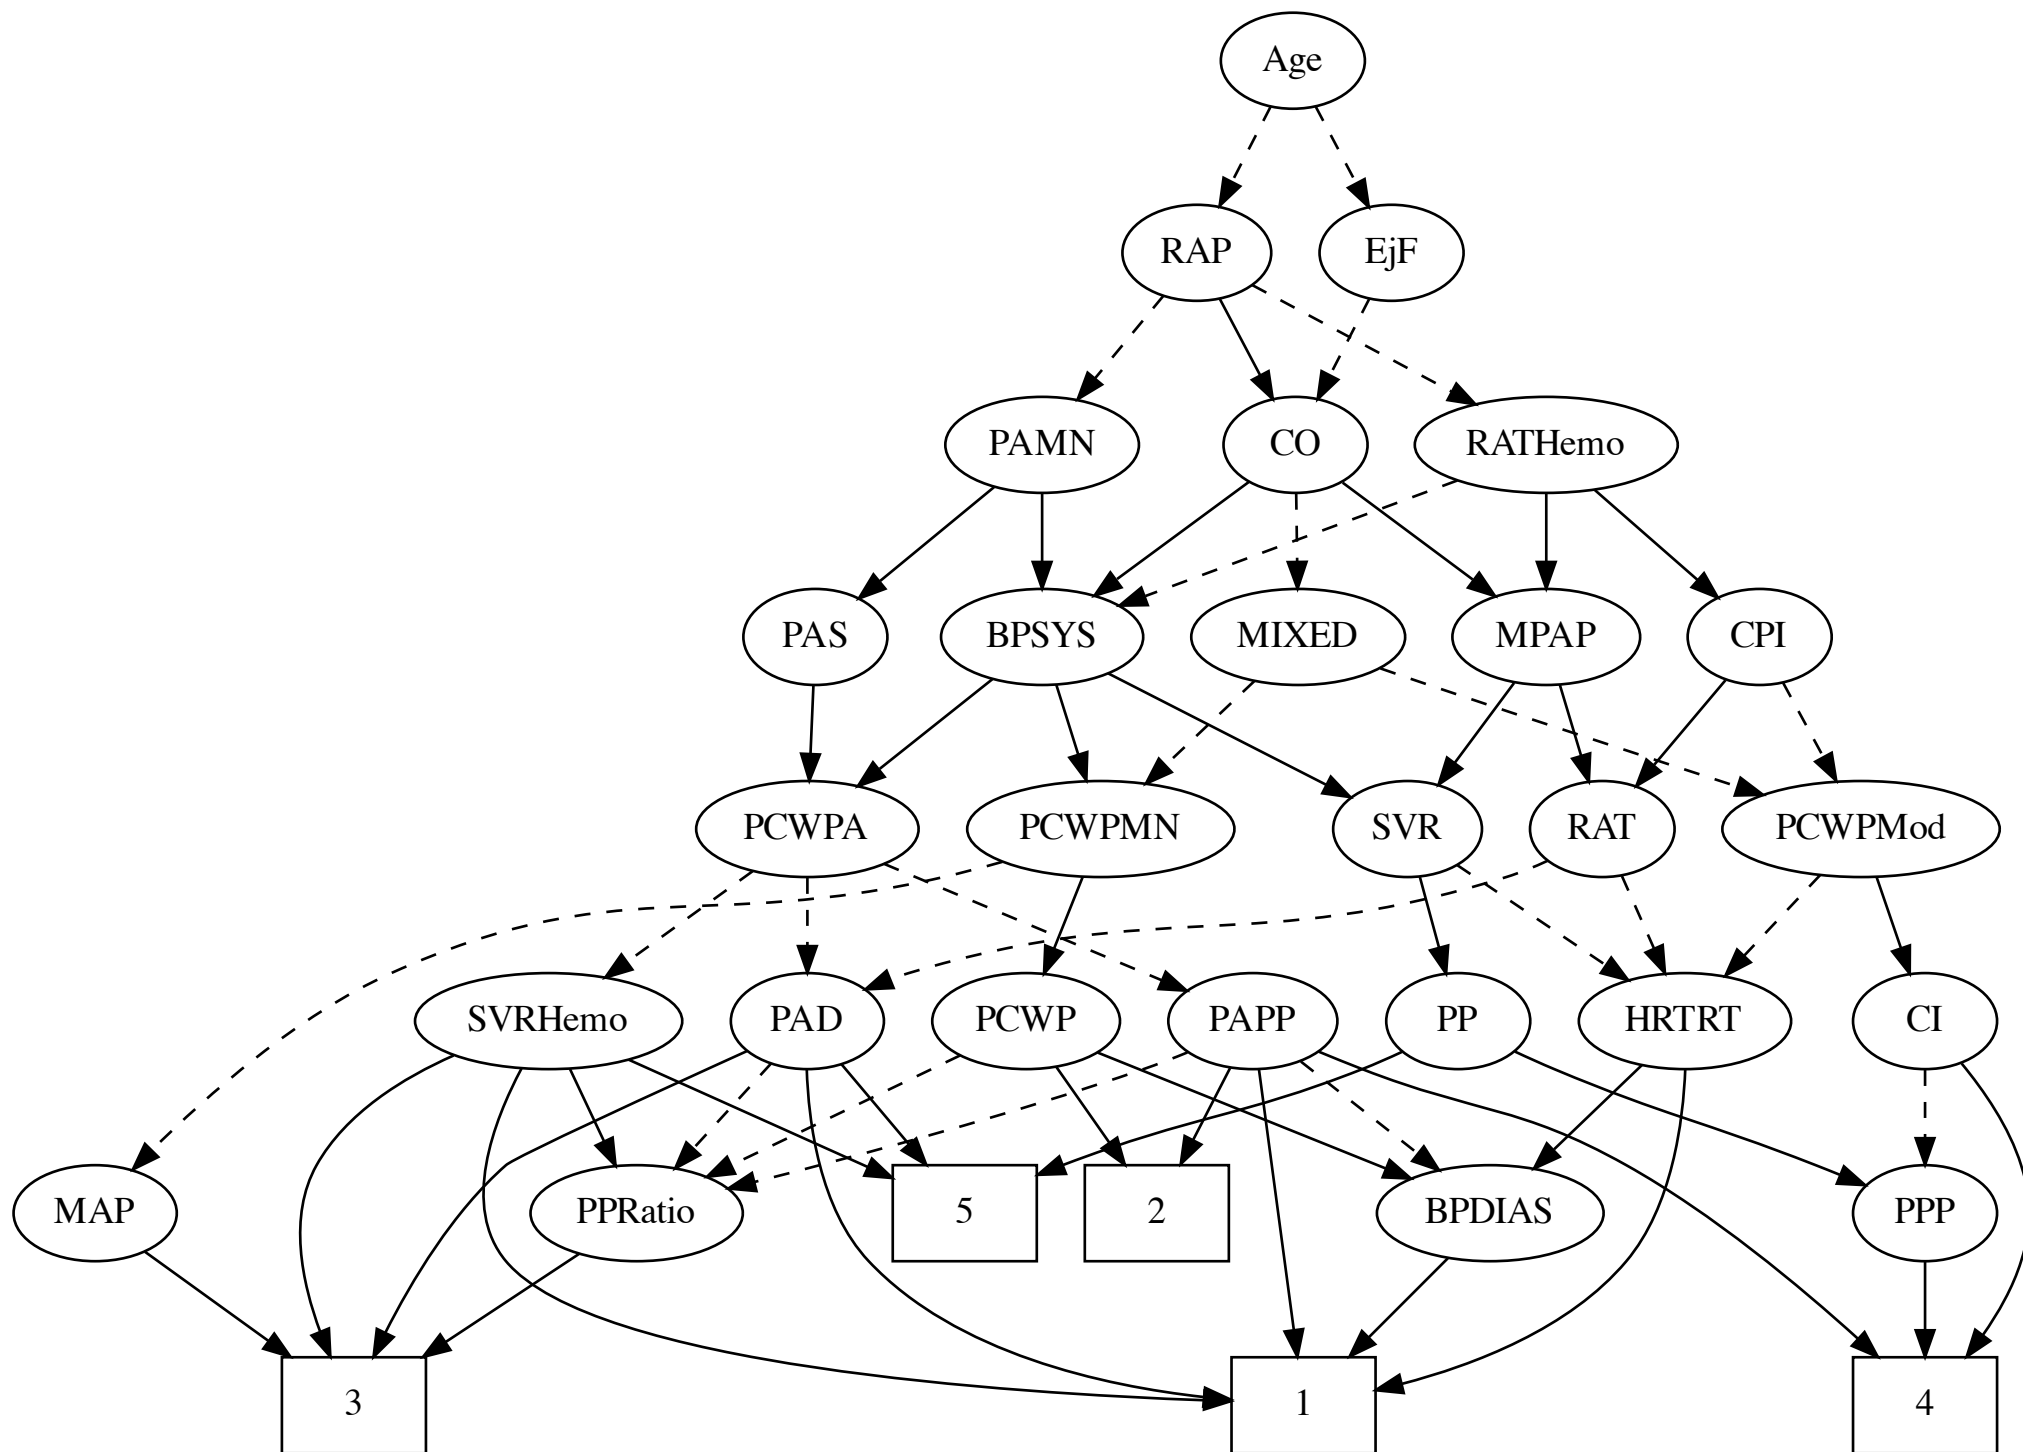 Age
RAP
EjF
PAMN
CO
RATHemo
PAS
BPSYS
MIXED
MPAP
CPI
PCWPA
PCWPMN
SVR
RAT
PCWPMod
SVRHemo
PAD
PCWP
PAPP
PP
HRTRT
CI
MAP
PPRatio
5
2
BPDIAS
PPP
3
1
4